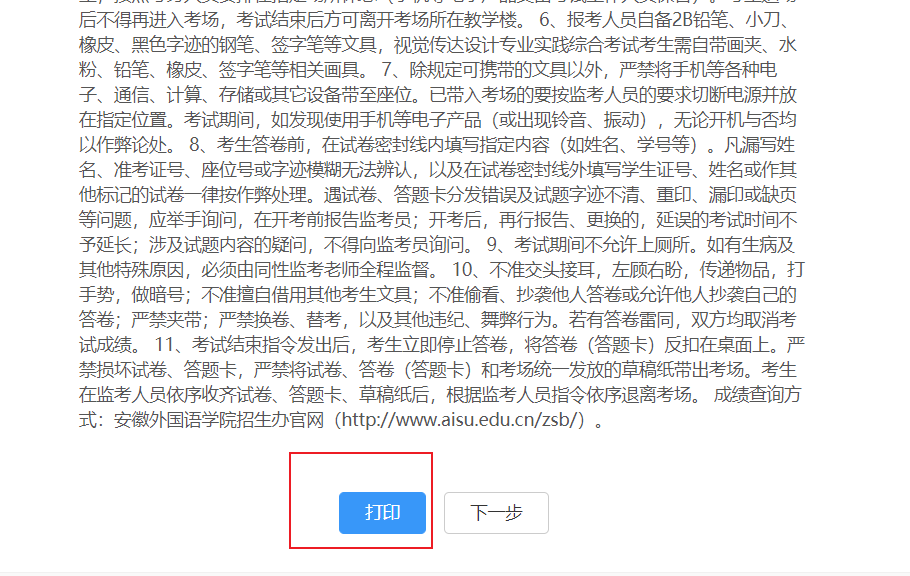 后不得再进入考场，考试结束后方可离开考场所在教学楼。 6、报考人员自备2B铅笔、小刀、
橡皮、黑色字迹的钢笔、签字笔等文具，视觉传达设计专业实践综合考试考生需自带画夹、水
粉、铅笔、橡皮、签字笔等相关画具。 7、除规定可携带的文具以外，严禁将手机等各种电
子、通信、计算、存储或其它设备带至座位。已带入考场的要按监考人员的要求切断电源并放
在指定位置。考试期间，如发现使用手机等电子产品（或出现铃音、振动），无论开机与否均
以作弊论处。 8、考生答卷前，在试卷密封线内填写指定内容（如姓名、学号等）。凡漏写姓
名、准考证号、座位号或字迹模糊无法辨认，以及在试卷密封线外填写学生证号、姓名或作其
他标记的试卷一律按作弊处理。遇试卷、答题卡分发错误及试题字迹不清、重印、漏印或缺页
等问题，应举手询问，在开考前报告监考员；开考后，再行报告、更换的，延误的考试时间不
予延长；涉及试题内容的疑问，不得向监考员询问。 9、考试期间不允许上厕所。如有生病及
其他特殊原因，必须由同性监考老师全程监督。 10、不准交头接耳，左顾右盼，传递物品，打
手势，做暗号；不准擅自借用其他考生文具；不准偷看、抄袭他人答卷或允许他人抄袭自己的
答卷；严禁夹带；严禁换卷、替考，以及其他违纪、舞弊行为。若有答卷雷同，双方均取消考
试成绩。 11、考试结束指令发出后，考生立即停止答卷，将答卷（答题卡）反扣在桌面上。严
禁损坏试卷、答题卡，严禁将试卷、答卷（答题卡）和考场统一发放的草稿纸带出考场。考生
在监考人员依序收齐试卷、答题卡、草稿纸后，根据监考人员指令依序退离考场。 成绩查询方
式：安徽外国语学院招生办官网（http://www.aisu.edu.cn/zsb/）。
打印
下一步